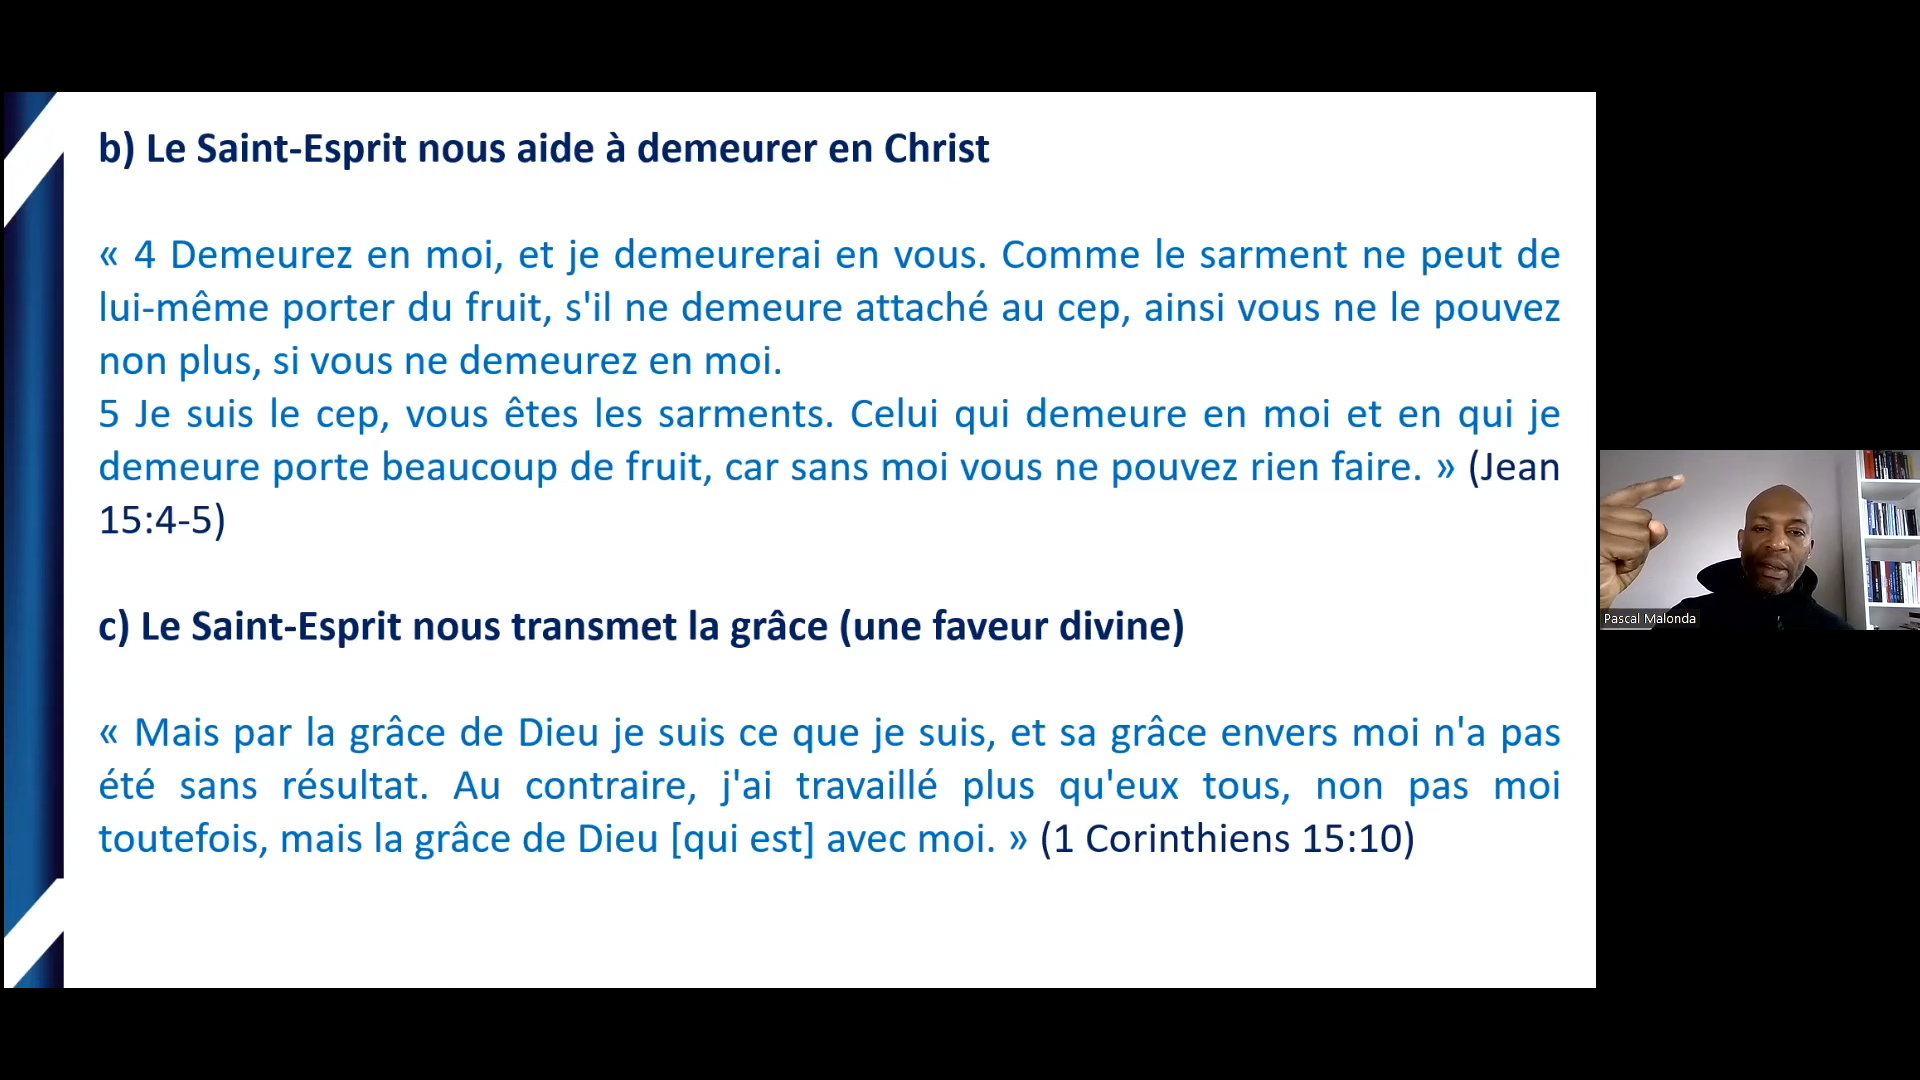 b) Le Saint-Esprit nous aide à demeurer en Christ
« 4 Demeurez en moi, et je demeurerai en vous. Comme le sarment ne peut de
lui-même porter du fruit, s'il ne demeure attaché au cep, ainsi vous ne le pouvez
non plus, si vous ne demeurez en moi.
5 Je suis le cep, vous êtes les sarments. Celui qui demeure en moi et en qui je
demeure porte beaucoup de fruit, car sans moi vous ne pouvez rien faire. » (Jean
15:4-5)
c) Le Saint-Esprit nous transmet la grâce (une faveur divine)
« Mais par la grâce de Dieu je suis ce que je suis, et sa grâce envers moi n'a pas
été sans résultat. Au contraire, j'ai travaillé plus qu'eux tous, non pas moi
toutefois, mais la grâce de Dieu [qui est] avec moi. » (1 Corinthiens 15:10)
Pascal Malonda